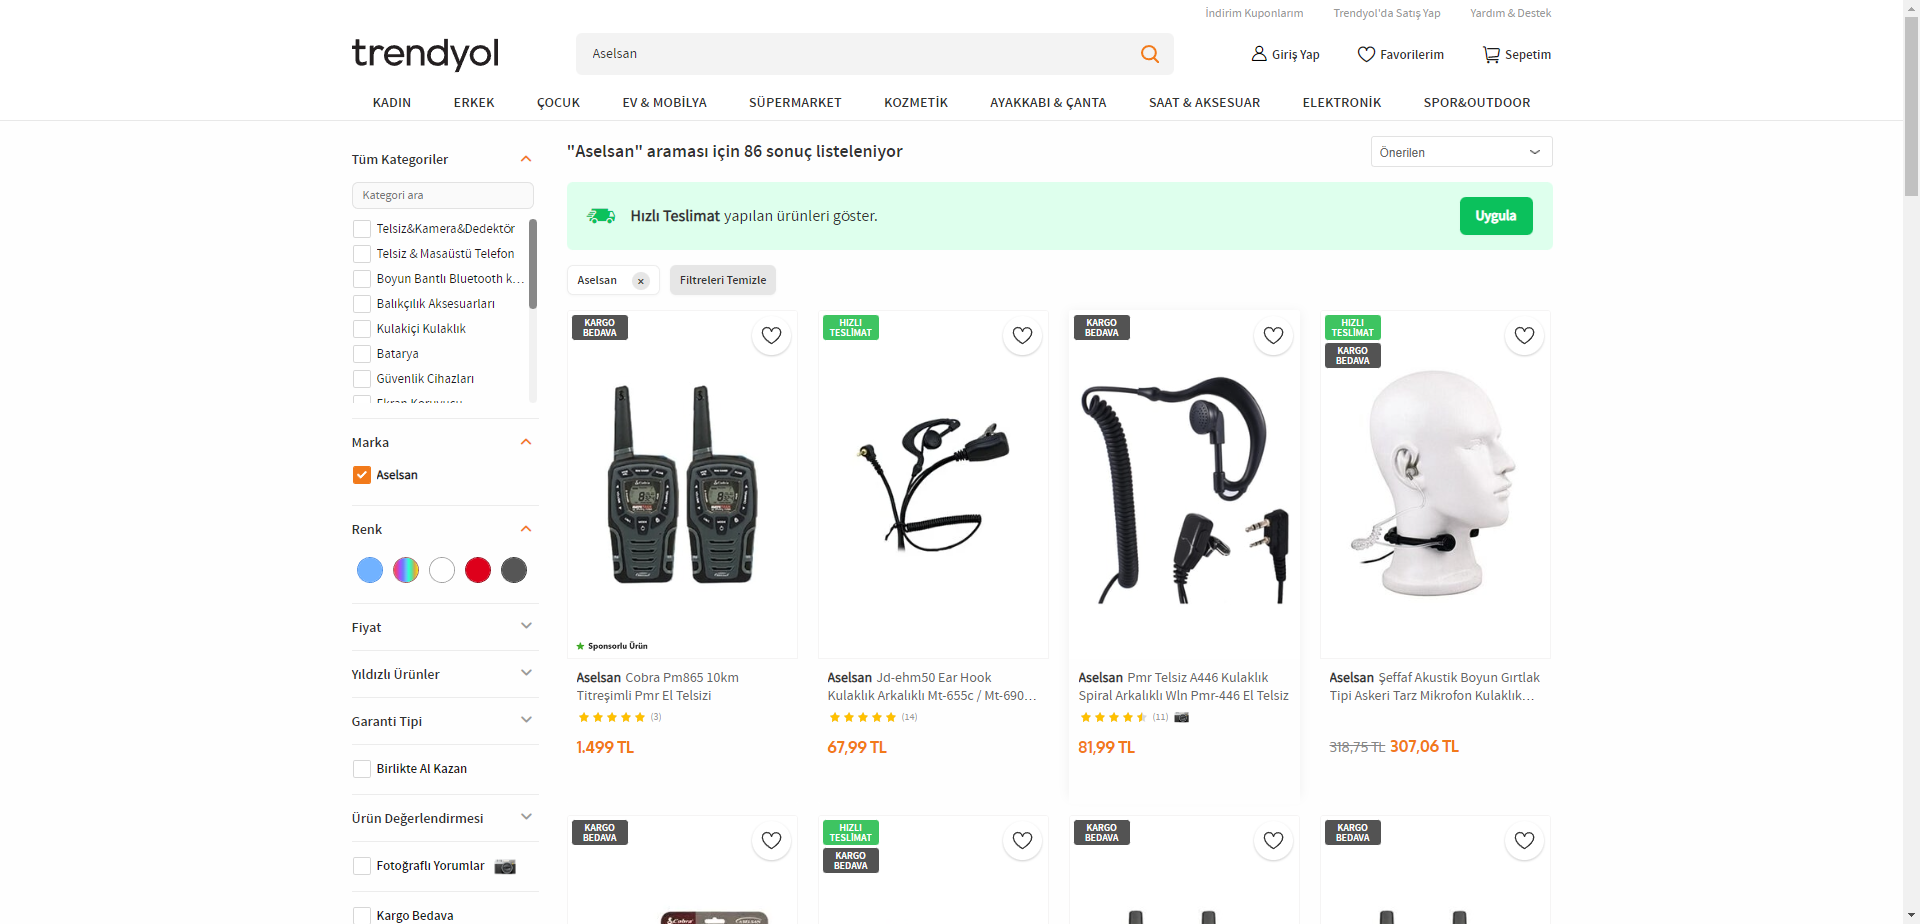 İndirim Kuponlarım
Trendyol'da Satış Yap
Yardım & Destek
trendyol
Aselsan
Giriş Yap
Favorilerim
Sepetim
KADIN
ERKEK
ÇOCUK
EV & MOBİLYA
SÜPERMARKET
KOZMETİK
AYAKKABI & ÇANTA
SAAT & AKSESUAR
ELEKTRONİK
SPOR&OUTDOOR
Tüm Kategoriler
Kategori ara
Telsiz&Kamera&Dedektör
Telsiz & Masaüstü Telefon
Boyun Bantlı Bluetooth k...
Balıkçılık Aksesuarları
Kulakiçi Kulaklık
Batarya
Güvenlik Cihazları
Ekran Koruyucu
Marka
Aselsan
Renk
Fiyat
Yıldızlı Ürünler
Garanti Tipi
Birlikte Al Kazan
Ürün Değerlendirmesi
Fotoğraflı Yorumlar
Kargo Bedava
"Aselsan" araması için 86 sonuç listeleniyor
Önerilen
Hızlı Teslimat yapılan ürünleri göster.
Uygula
Aselsan
Filtreleri Temizle
KARGO
BEDAVA
Sponsorlu Ürün
Aselsan Cobra Pm865 10km
Titreşimli Pmr El Telsizi
(3)
1.499 TL
HIZLI
TESLİMAT
Aselsan Jd-ehm50 Ear Hook
Kulaklık Arkalıklı Mt-655c / Mt-690...
(14)
67,99 TL
KARGO
BEDAVA
Aselsan Pmr Telsiz A446 Kulaklık
Spiral Arkalıklı Wln Pmr-446 El Telsiz
(11)
81,99 TL
HIZLI
TESLİMAT
KARGO
BEDAVA
Aselsan Şeffaf Akustik Boyun Gırtlak
Tipi Askeri Tarz Mikrofon Kulaklık...
318,75 TL 307,06 TL
KARGO
BEDAVA
Cobra
ASELSAN
HIZLI
TESLİMAT
KARGO
BEDAVA
KARGO
BEDAVA
KARGO
BEDAVA